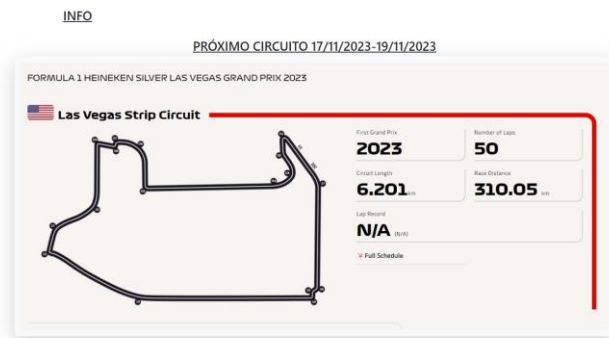 INFO
PRÓXIMO CIRCUITO 17/11/2023-19/11/2023
FORMULA 1 HEINEKEN SILVER LAS VEGAS GRAND PRIX 2023
Las Vegas Strip Circuit
First Grand Prix
2023
Number of Laps
50
Circuit Length
6.201km
Race Distance
310.05 km
Lap Record
N/A (N/A)
Full Schedule